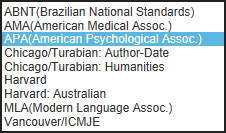 ABNT(Brazilian National Standards)
AMA(American Medical Assoc.)
APA(American Psychological Assoc.)
Chicago/Turabian: Author-Date
Chicago/Turabian: Humanities
Harvard
Harvard: Australian
MLA(Modern Language Assoc.)
Vancouver/ICMJE